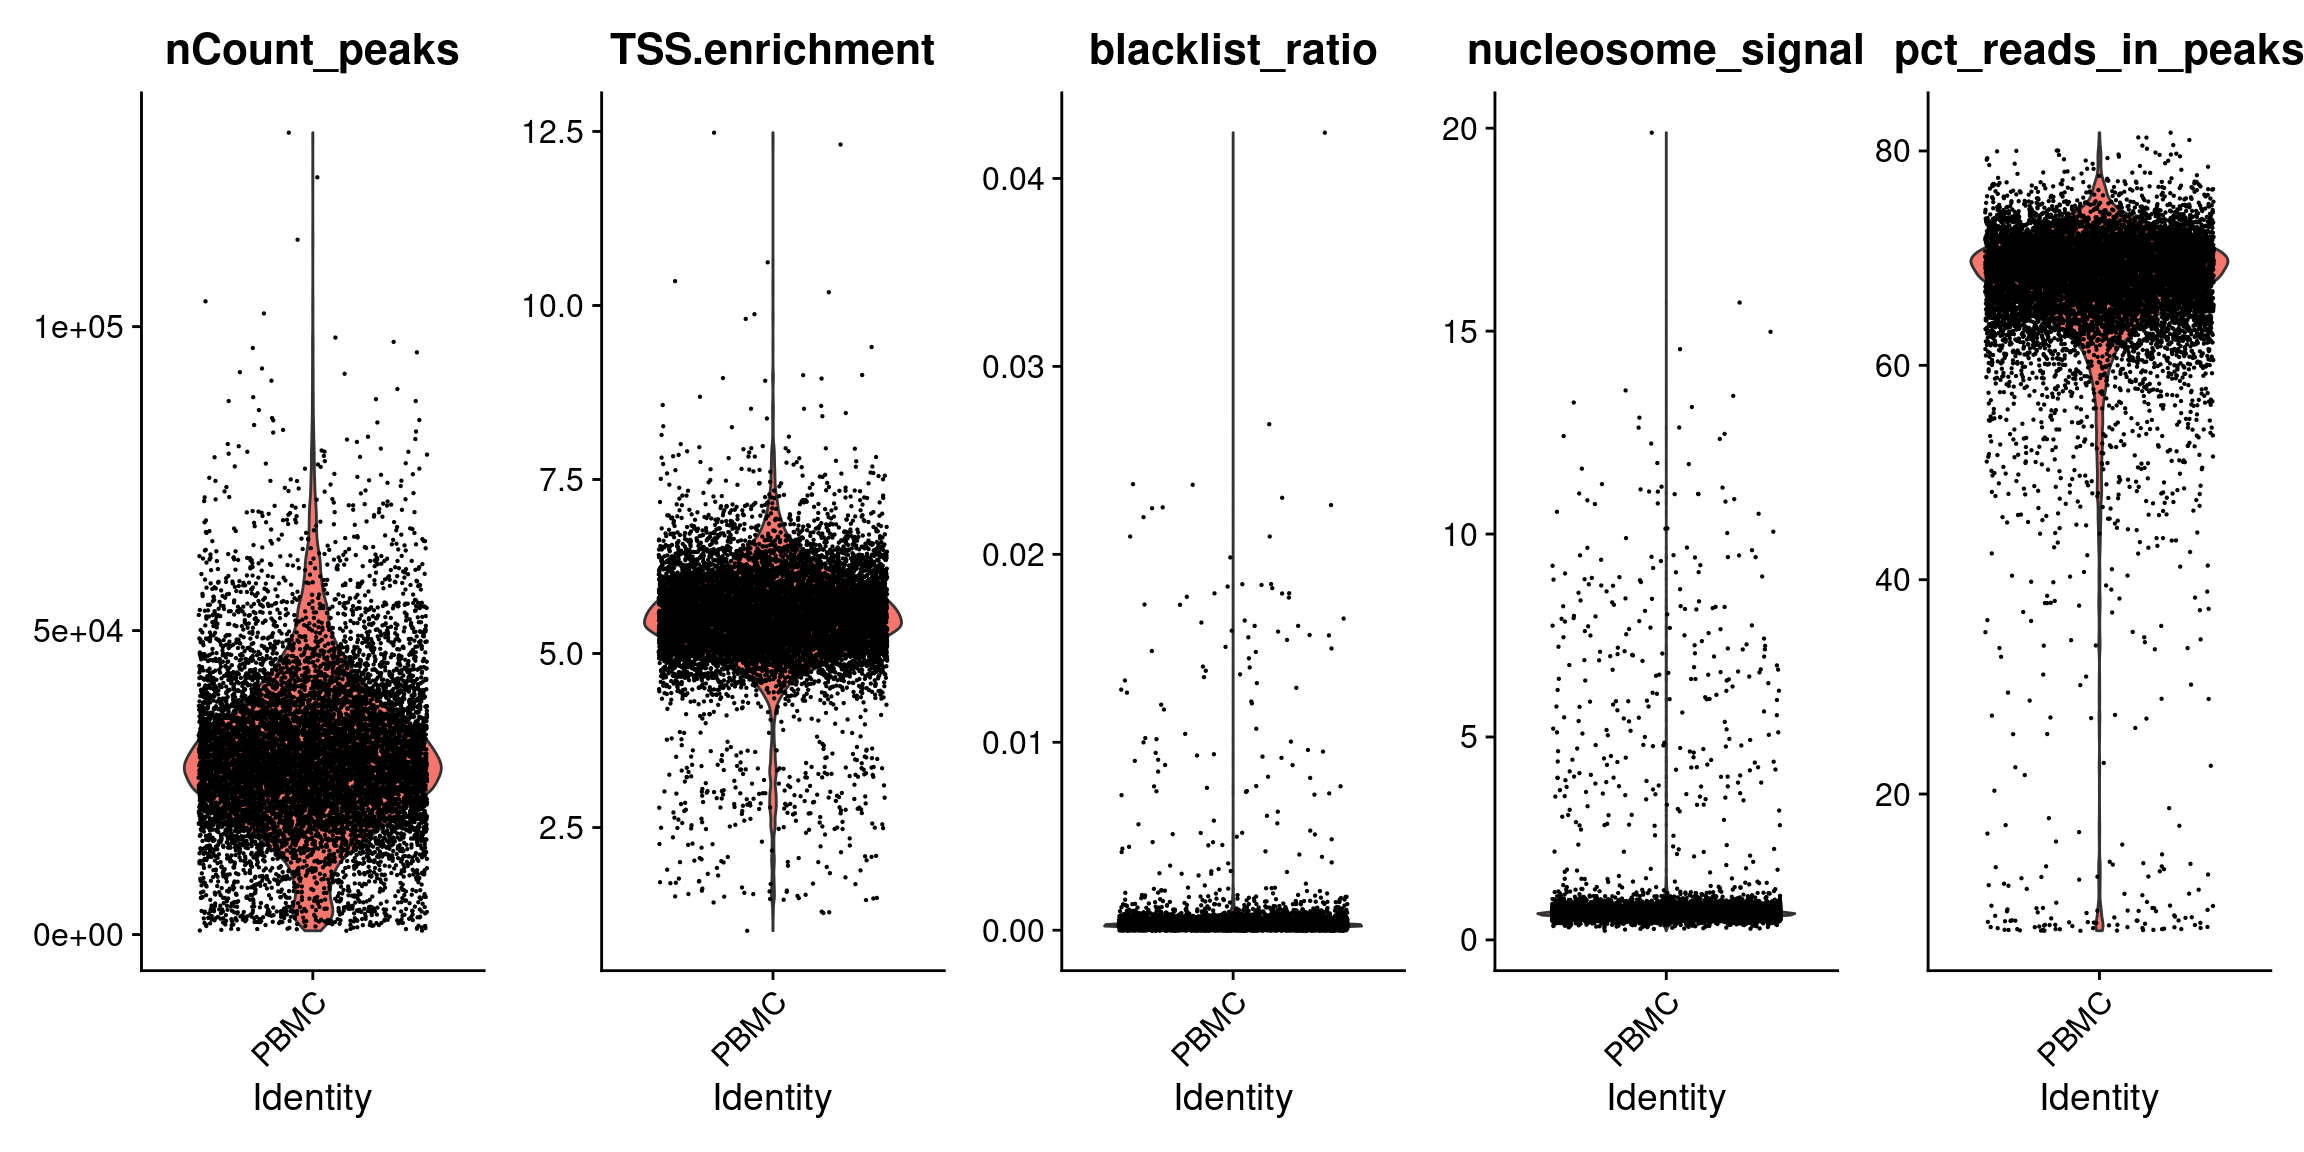 nCount_peaks
1e+05
5e+04
0e+00
PBMC
Identity
TSS.enrichment
12.5
10.0
7.5
5.0
2.5
PBMC
Identity
blacklist_ratio
0.04
0.03
0.02
0.01
0.00
PBMC
Identity
nucleosome_signal
20
15
10
5
0
PBMC
Identity
pct_reads_in_peaks
80
60
40
20
PBMC
Identity